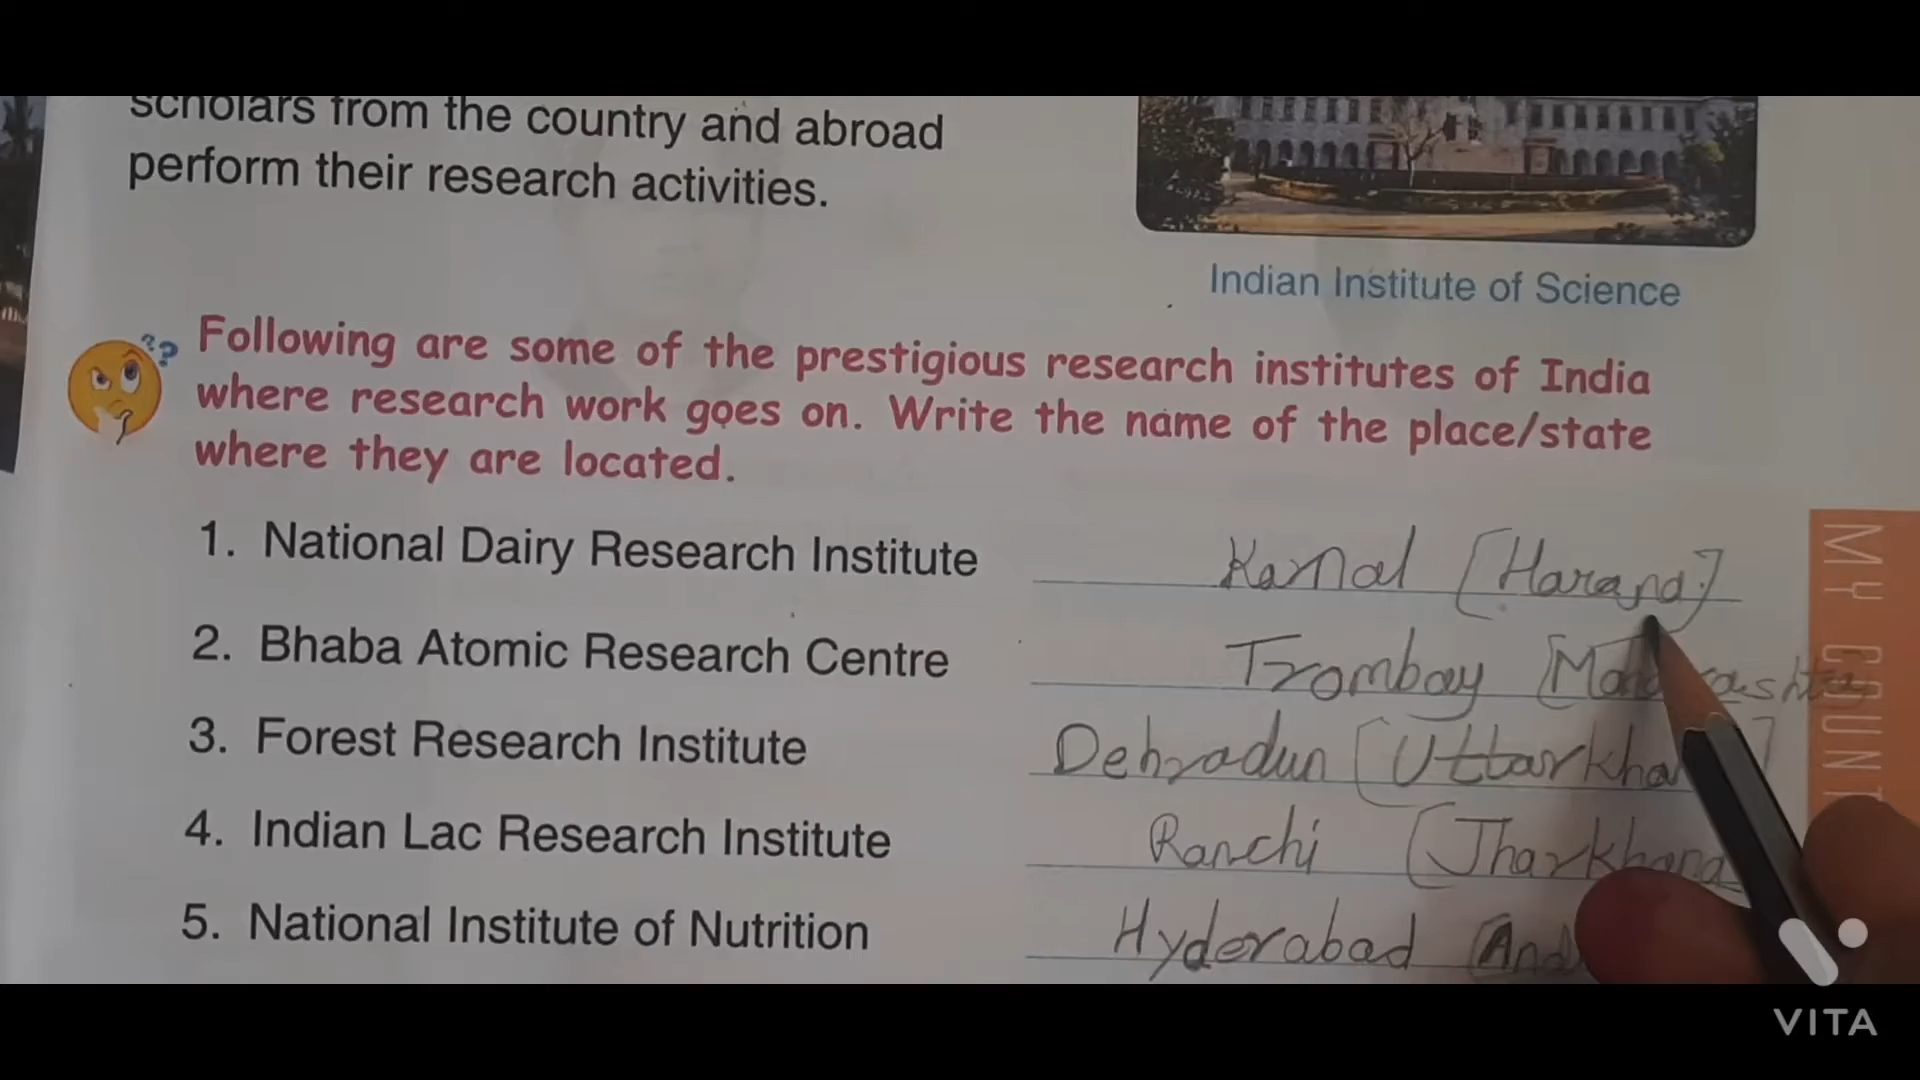 scholars from the country and abroad
perform their research activities.
Indian Institute of Science
??
Following are some of the prestigious research institutes of India
where research work goes on. Write the name of the place/state
where they are located.
1. National Dairy Research Institute Karnal [Harana]
2. Bhaba Atomic Research Centre Trombay
3. Forest Research Institute Dehradun
4. Indian Lac Research Institute Ranchi (Jharkhand
5. National Institute of Nutrition Hyderabad
MY COUNT
VITA